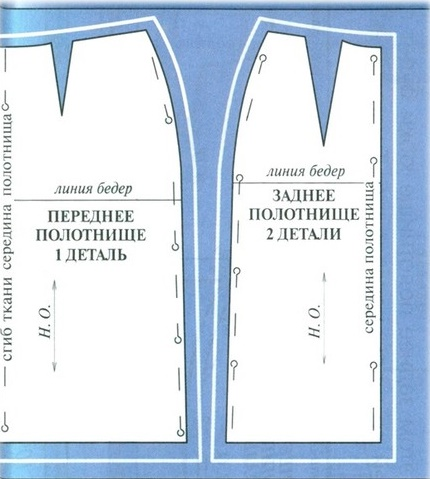 сгиб ткани середина полотнища
линия бедер
ПЕРЕДНЕЕ
ПОЛОТНИЩЕ
1 ДЕТАЛЬ
Н. О.
линия бедер
ЗАДНЕЕ
ПОЛОТНИЩЕ
2 ДЕТАЛИ
Н. О.
середина полотнища